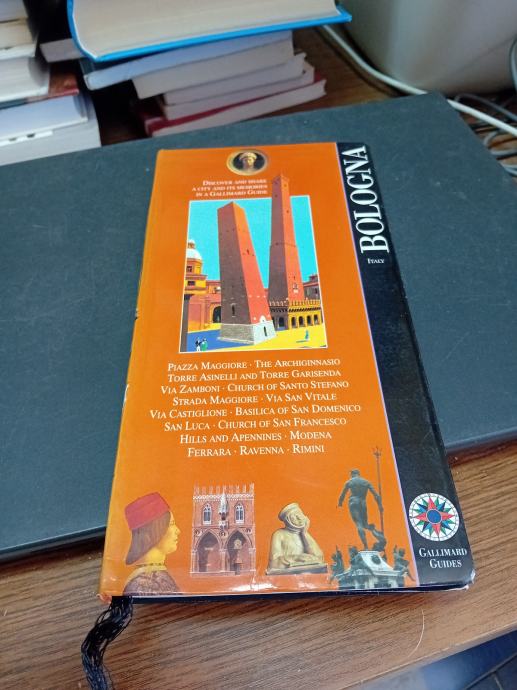 DISCOVER AND SHARE
A CITY AND ITS MEMORIES
IN A GALLIMARD GUIDE
BOLOGNA
ITALY
PIAZZA MAGGIORE · THE ARCHIGINNASIO
TORRE ASINELLI AND TORRE GARISENDA
VIA ZAMBONI · CHURCH OF SANTO STEFANO
STRADA MAGGIORE · VIA SAN VITALE
VIA CASTIGLIONE · BASILICA OF SAN DOMENICO
SAN LUCA · CHURCH OF SAN FRANCESCO
HILLS AND APENNINES · MODENA
FERRARA · RAVENNA · RIMINI
GALLIMARD
GUIDES